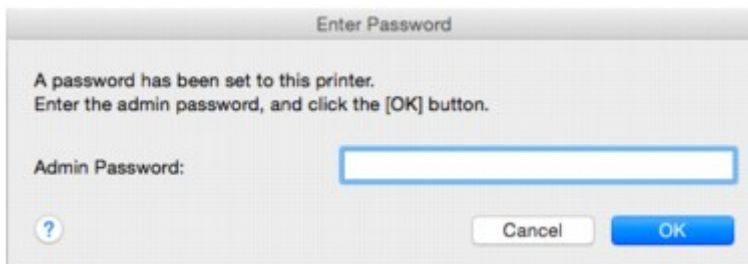 Enter Password
A password has been set to this printer.
Enter the admin password, and click the [OK] button.
Admin Password:
? Cancel OK